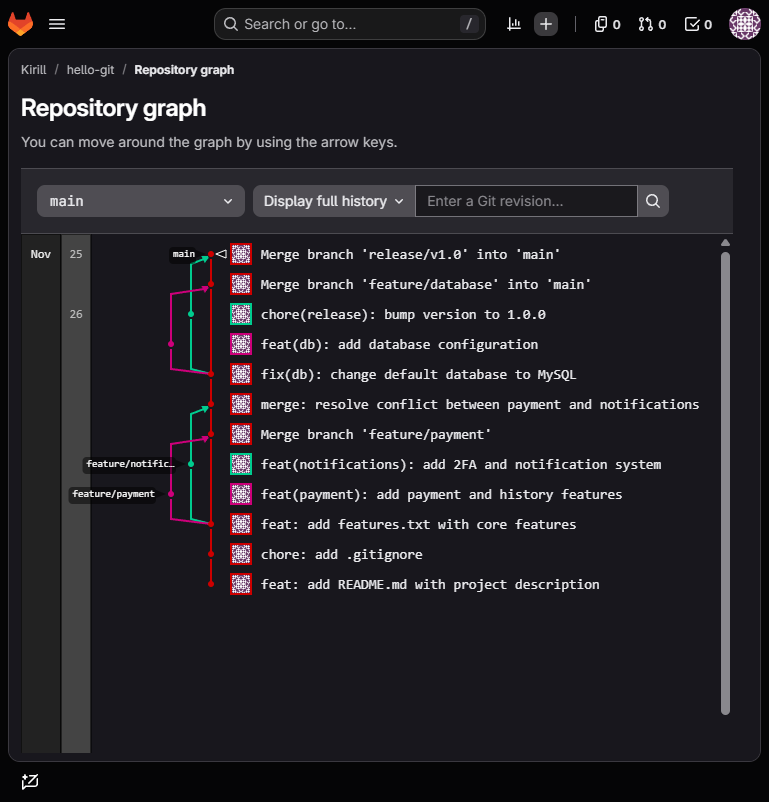 Search or go to... /
0 0 0
Kirill / hello-git / Repository graph
Repository graph
You can move around the graph by using the arrow keys.
main Display full history Enter a Git revision...
Nov 25 main Merge branch 'release/v1.0' into 'main'
Merge branch 'feature/database' into 'main'
26 chore(release): bump version to 1.0.0
feat(db): add database configuration
fix(db): change default database to MySQL
merge: resolve conflict between payment and notifications
Merge branch 'feature/payment'
feature/notific… feat(notifications): add 2FA and notification system
feature/payment feat(payment): add payment and history features
feat: add features.txt with core features
chore: add .gitignore
feat: add README.md with project description